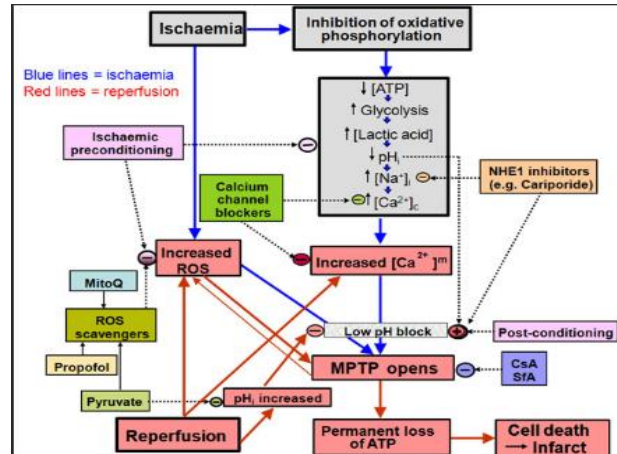 Ischaemia
Inhibition of oxidative
phosphorylation
Blue lines = ischaemia
Red lines = reperfusion
↓ [ATP]
↑ Glycolysis
↑ [Lactic acid]
↓ pHi
↑ [Na+]i
↑ [Ca2+]c
Ischaemic
preconditioning
NHE1 inhibitors
(e.g. Cariporide)
Calcium
channel
blockers
Increased
ROS
Increased [Ca2+]m
MitoQ
ROS
scavengers
Low pH block
Post-conditioning
Propofol
MPTP opens
CsA
SfA
Pyruvate
pHi increased
Reperfusion
Permanent loss
of ATP
Cell death
→ Infarct